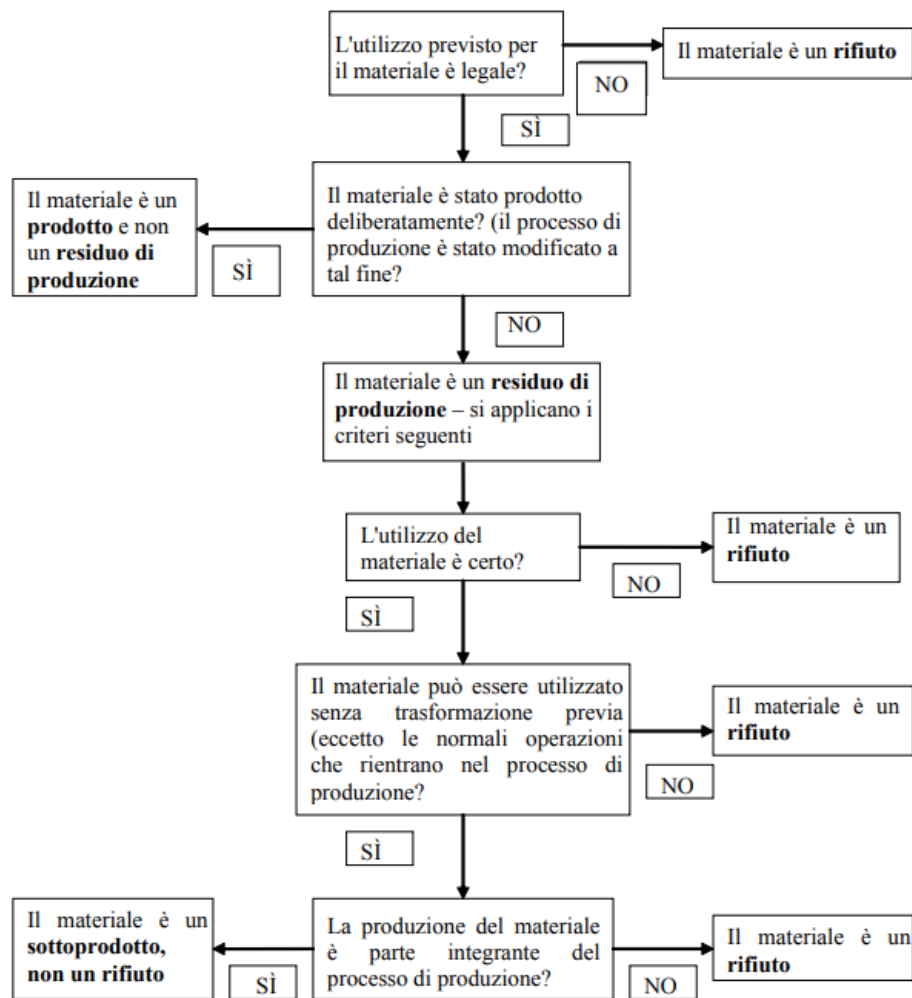 L'utilizzo previsto per
il materiale è legale?
Il materiale è un rifiuto
NO
SÌ
Il materiale è un
prodotto e non
un residuo di
produzione
SÌ
Il materiale è stato prodotto
deliberatamente? (il processo di
produzione è stato modificato a
tal fine?
NO
Il materiale è un residuo di
produzione – si applicano i
criteri seguenti
L'utilizzo del
materiale è certo?
Il materiale è un
rifiuto
NO
SÌ
Il materiale può essere utilizzato
senza trasformazione previa
(eccetto le normali operazioni
che rientrano nel processo di
produzione?
Il materiale è un
rifiuto
NO
SÌ
Il materiale è un
sottoprodotto,
non un rifiuto
SÌ
La produzione del materiale
è parte integrante del
processo di produzione?
NO
Il materiale è un
rifiuto